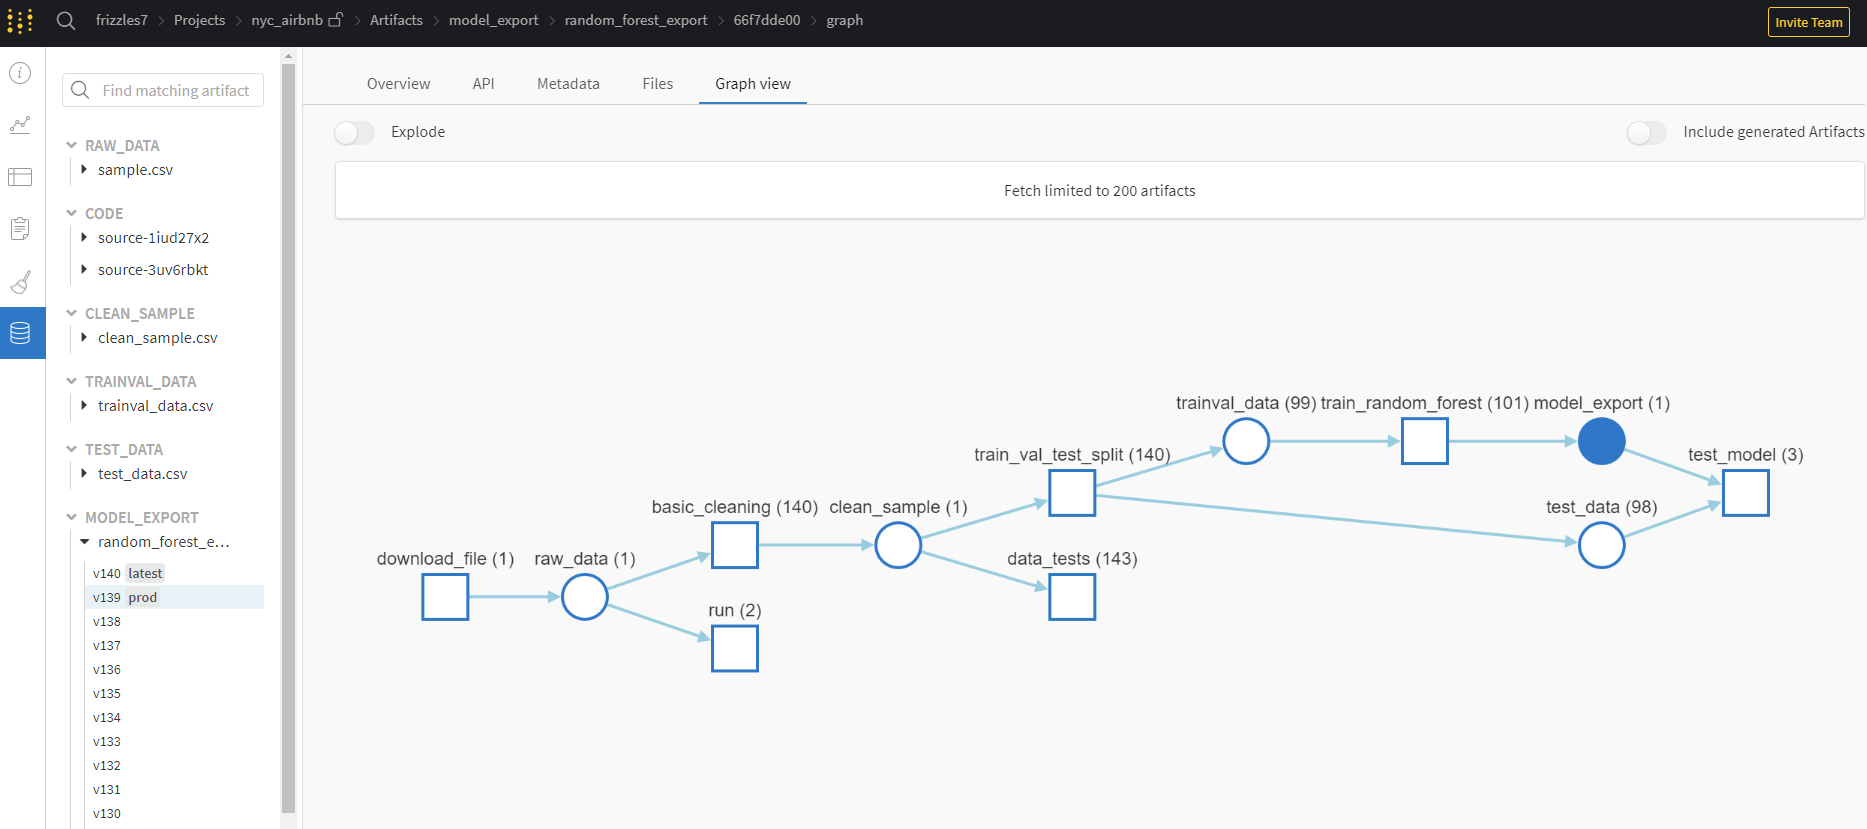 frizzles7 > Projects > nyc_airbnb > Artifacts > model_export > random_forest_export > 66f7dde00 > graph
Invite Team
Find matching artifact
RAW_DATA
sample.csv
CODE
source-1iud27x2
source-3uv6rbkt
CLEAN_SAMPLE
clean_sample.csv
TRAINVAL_DATA
trainval_data.csv
TEST_DATA
test_data.csv
MODEL_EXPORT
random_forest_e...
v140 latest
v139 prod
v138
v137
v136
v135
v134
v133
v132
v131
v130
Overview API Metadata Files Graph view
Explode
Include generated Artifacts
Fetch limited to 200 artifacts
trainval_data (99) train_random_forest (101) model_export (1)
train_val_test_split (140)
test_model (3)
basic_cleaning (140) clean_sample (1)
test_data (98)
download_file (1) raw_data (1)
data_tests (143)
run (2)